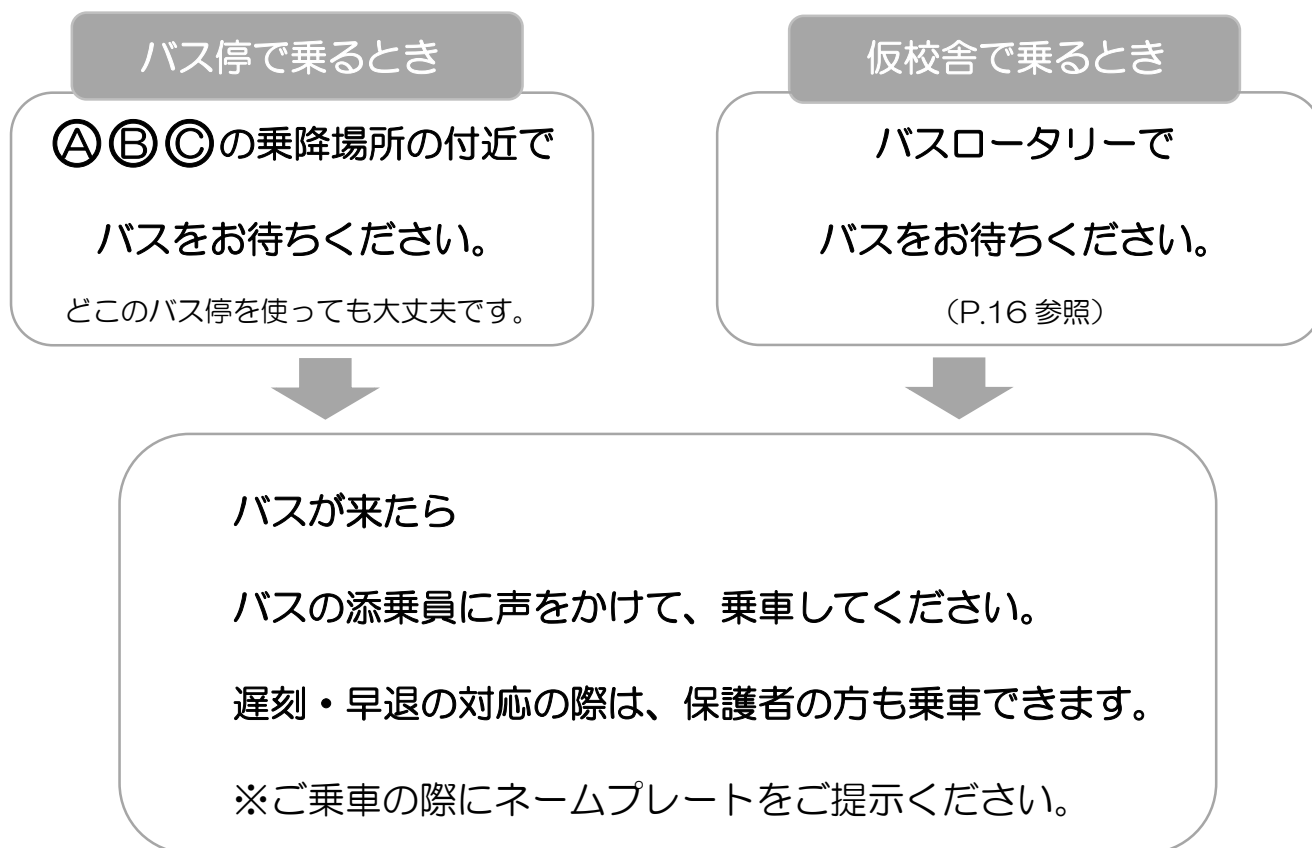 バス停で乗るとき
ⒶⒷⒸの乗降場所の付近で
バスをお待ちください。
どこのバス停を使っても大丈夫です。
仮校舎で乗るとき
バスロータリーで
バスをお待ちください。
（P.16 参照）
バスが来たら
バスの添乗員に声をかけて、乗車してください。
遅刻・早退の対応の際は、保護者の方も乗車できます。
※ご乗車の際にネームプレートをご提示ください。